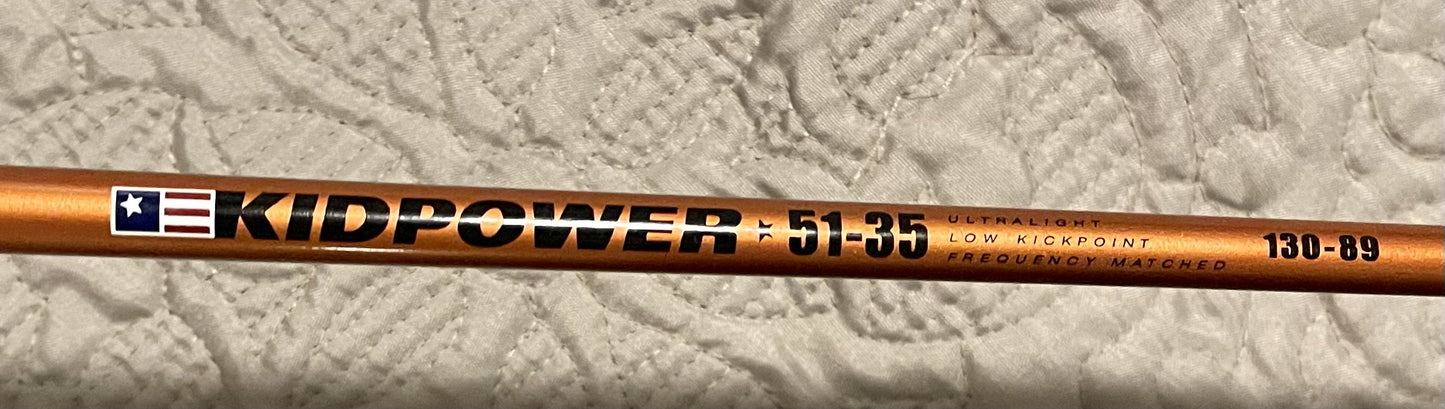 KIDPOWER 51-35
ULTRALIGHT
LOW KICKPOINT
FREQUENCY MATCHED
130-89